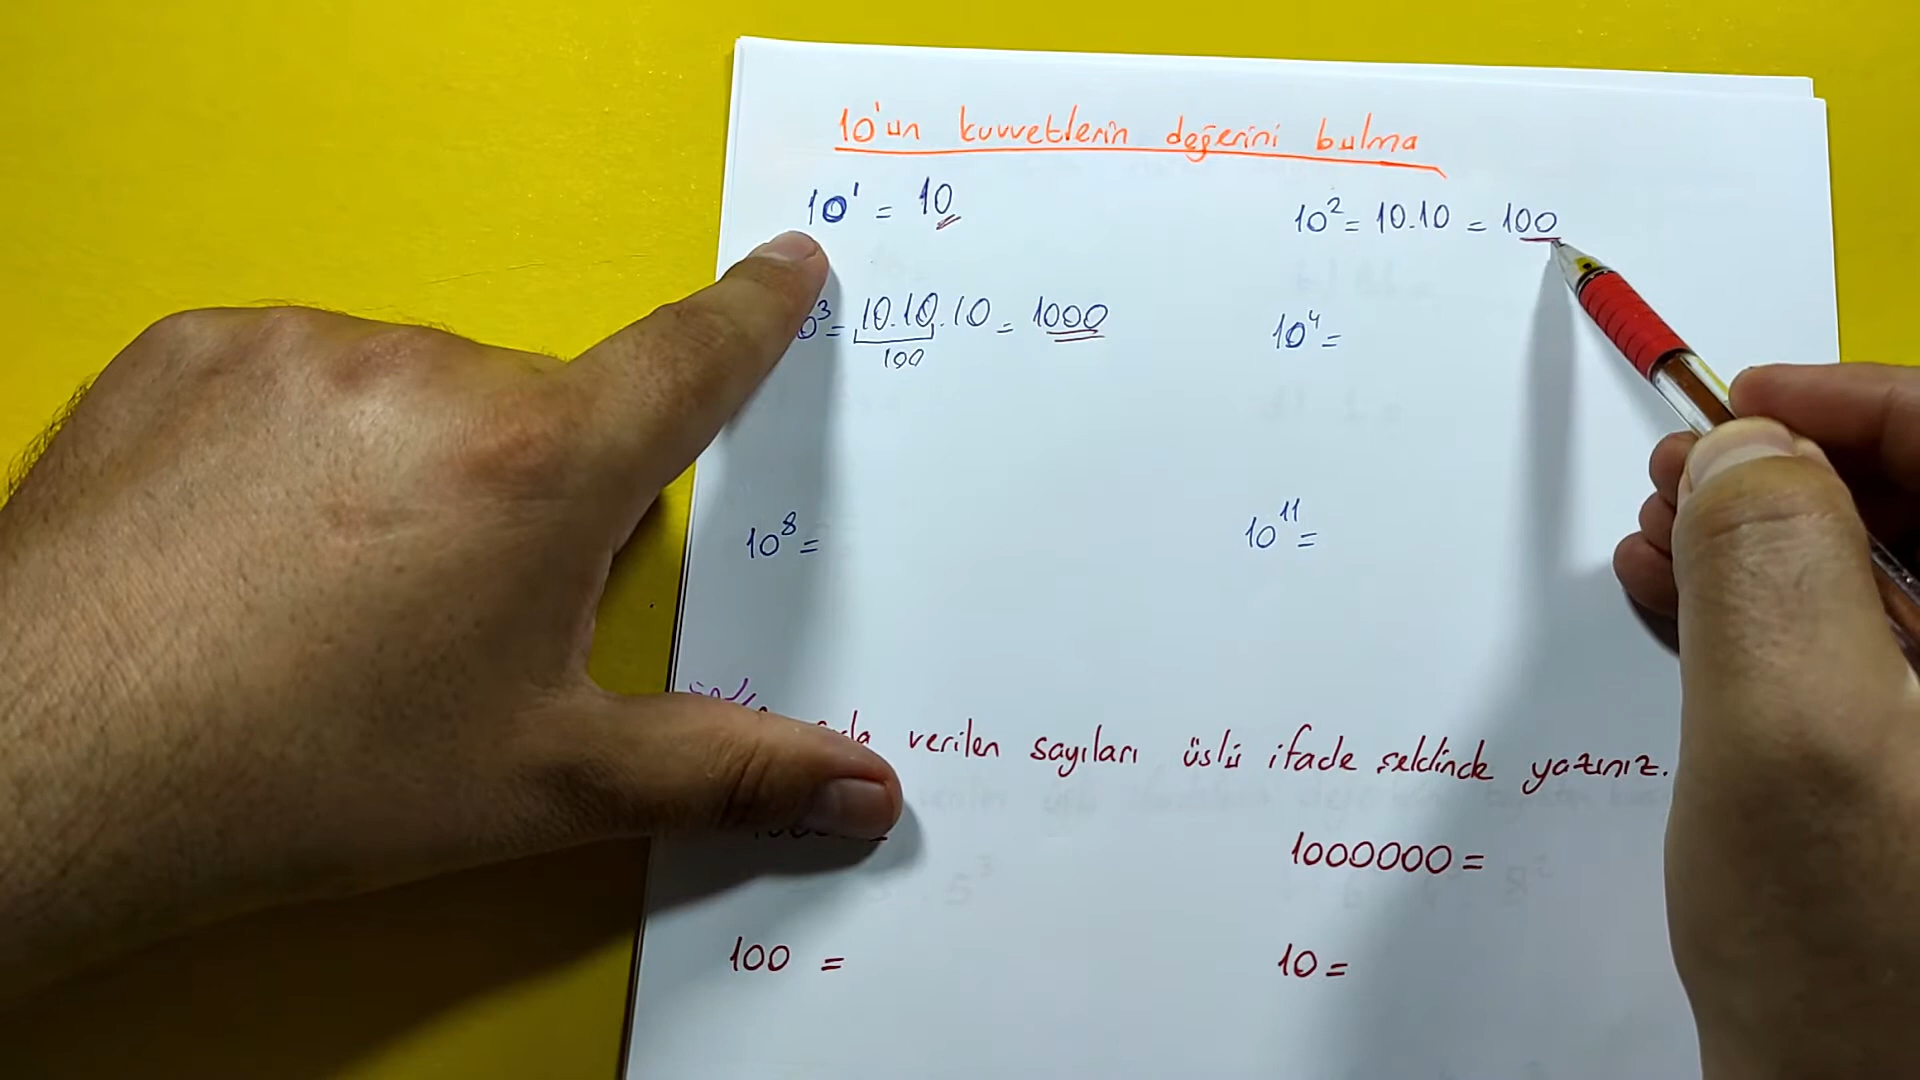 10'un kuvvetlerin değerini bulma
10¹ = 10
10² = 10.10 = 100
0³ = 10.10.10 = 1000
100
10⁴ =
10⁸ =
10¹¹ =
verilen sayıları üslü ifade şeklinde yazınız.
1000000 =
100 =
10 =